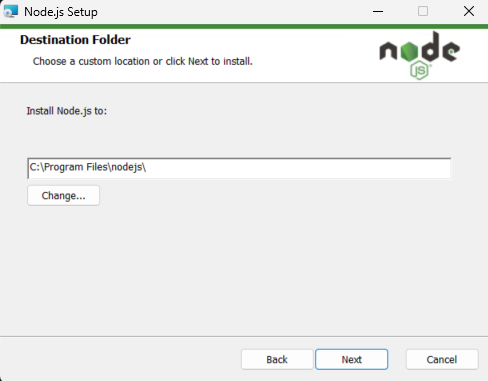 Node.js Setup
Destination Folder
Choose a custom location or click Next to install.
node
JS
Install Node.js to:
C:\Program Files\nodejs\
Change...
Back
Next
Cancel